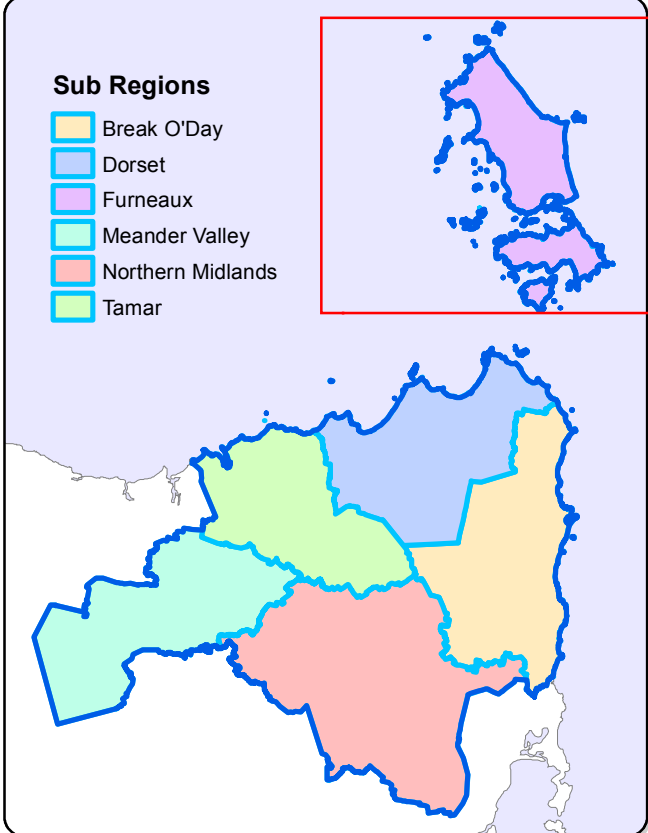 Sub Regions
Break O'Day
Dorset
Furneaux
Meander Valley
Northern Midlands
Tamar